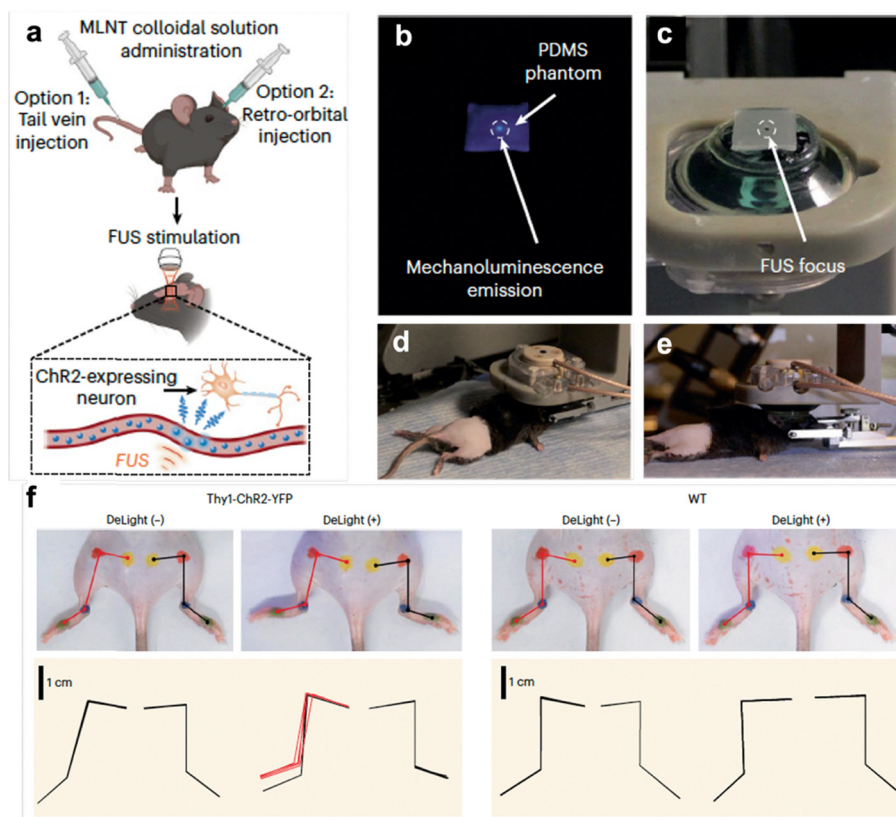 a
MLNT colloidal solution
administration
Option 1:
Tail vein
injection
Option 2:
Retro-orbital
injection
FUS stimulation
ChR2-expressing
neuron
FUS
b
PDMS
phantom
Mechanoluminescence
emission
c
FUS focus
d
e
f
Thy1-ChR2-YFP
WT
DeLight (−)
DeLight (+)
DeLight (−)
DeLight (+)
1 cm
1 cm